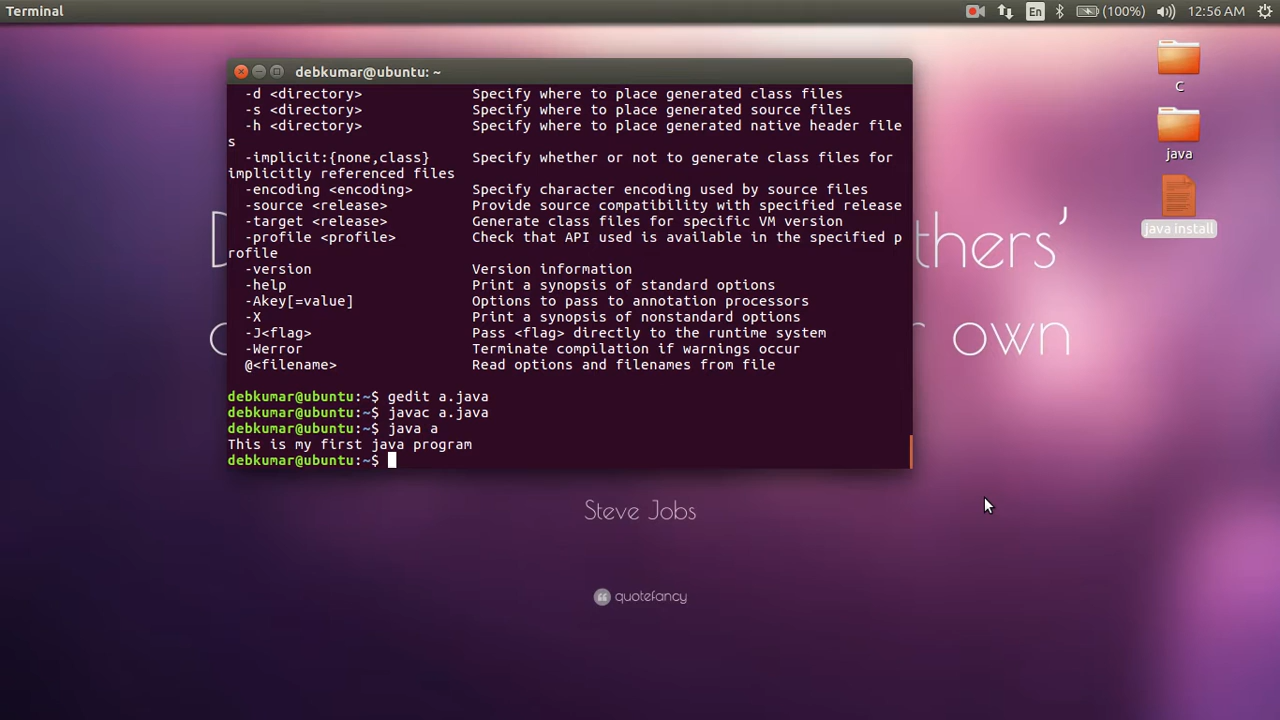 Terminal
En
(100%)
12:56 AM
debkumar@ubuntu: ~
-d <directory> Specify where to place generated class files
-s <directory> Specify where to place generated source files
-h <directory> Specify where to place generated native header file
s
-implicit:{none,class} Specify whether or not to generate class files for
implicitly referenced files
-encoding <encoding> Specify character encoding used by source files
-source <release> Provide source compatibility with specified release
-target <release> Generate class files for specific VM version
-profile <profile> Check that API used is available in the specified p
rofile
-version Version information
-help Print a synopsis of standard options
-Akey[=value] Options to pass to annotation processors
-X Print a synopsis of nonstandard options
-J<flag> Pass <flag> directly to the runtime system
-Werror Terminate compilation if warnings occur
@<filename> Read options and filenames from file
debkumar@ubuntu:~$ gedit a.java
debkumar@ubuntu:~$ javac a.java
debkumar@ubuntu:~$ java a
This is my first java program
debkumar@ubuntu:~$
C
java
java install
thers’
own
Steve Jobs
quotefancy